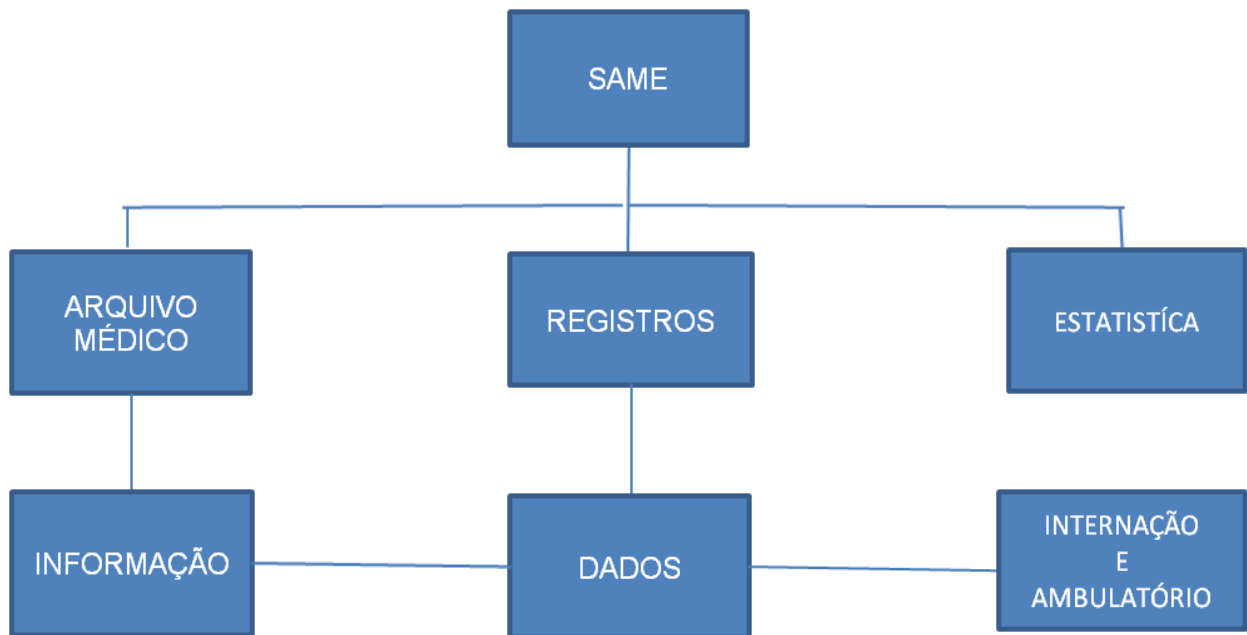 SAME
ARQUIVO
MÉDICO
REGISTROS
ESTATISTÍCA
INFORMAÇÃO
DADOS
INTERNAÇÃO
E
AMBULATÓRIO